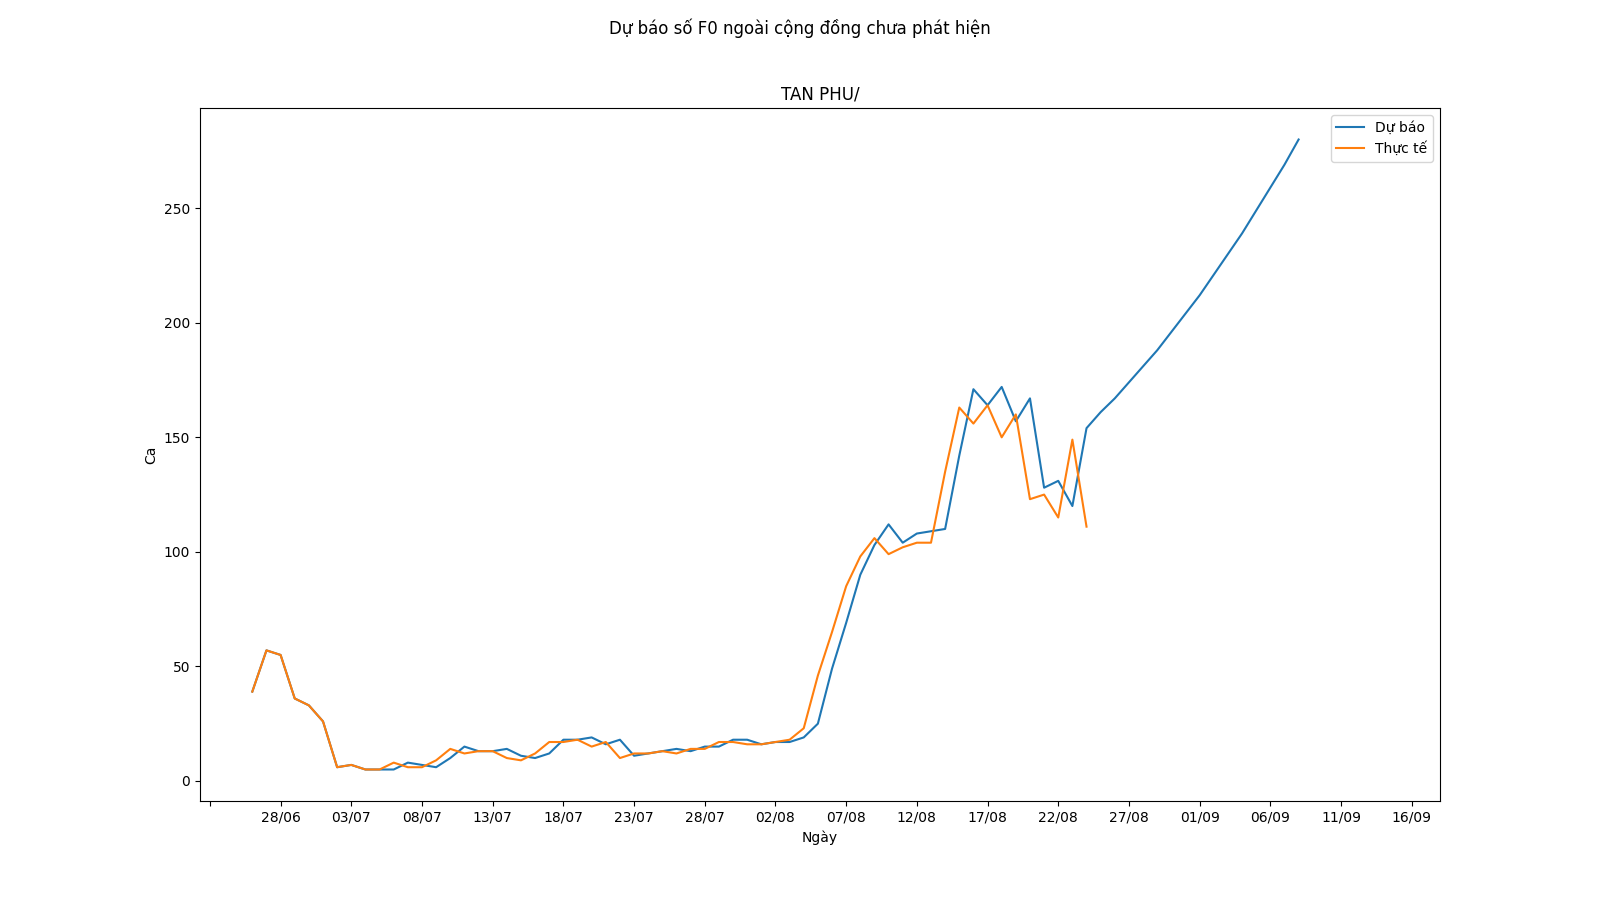 Dự báo số F0 ngoài cộng đồng chưa phát hiện
TAN PHU/
Dự báo
Thực tế
250
200
150
100
50
0
Ca
28/06 03/07 08/07 13/07 18/07 23/07 28/07 02/08 07/08 12/08 17/08 22/08 27/08 01/09 06/09 11/09 16/09
Ngày